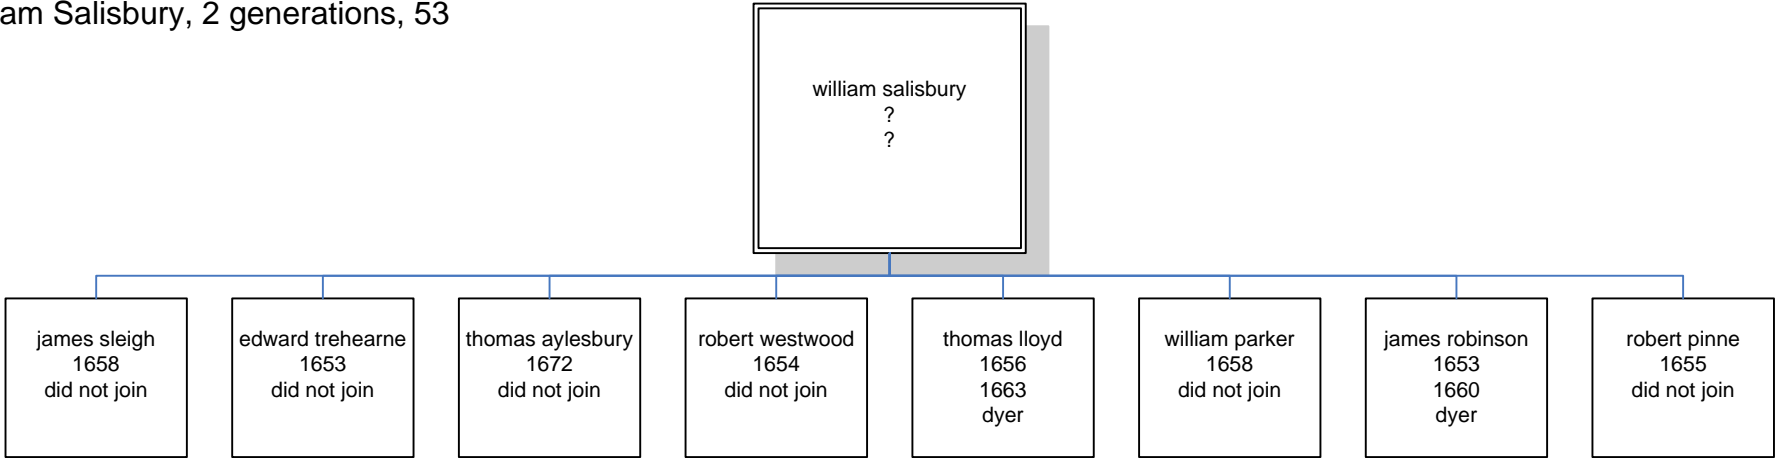 am Salisbury, 2 generations, 53
william salisbury
?
?
james sleigh
1658
did not join
edward trehearne
1653
did not join
thomas aylesbury
1672
did not join
robert westwood
1654
did not join
thomas lloyd
1656
1663
dyer
william parker
1658
did not join
james robinson
1653
1660
dyer
robert pinne
1655
did not join